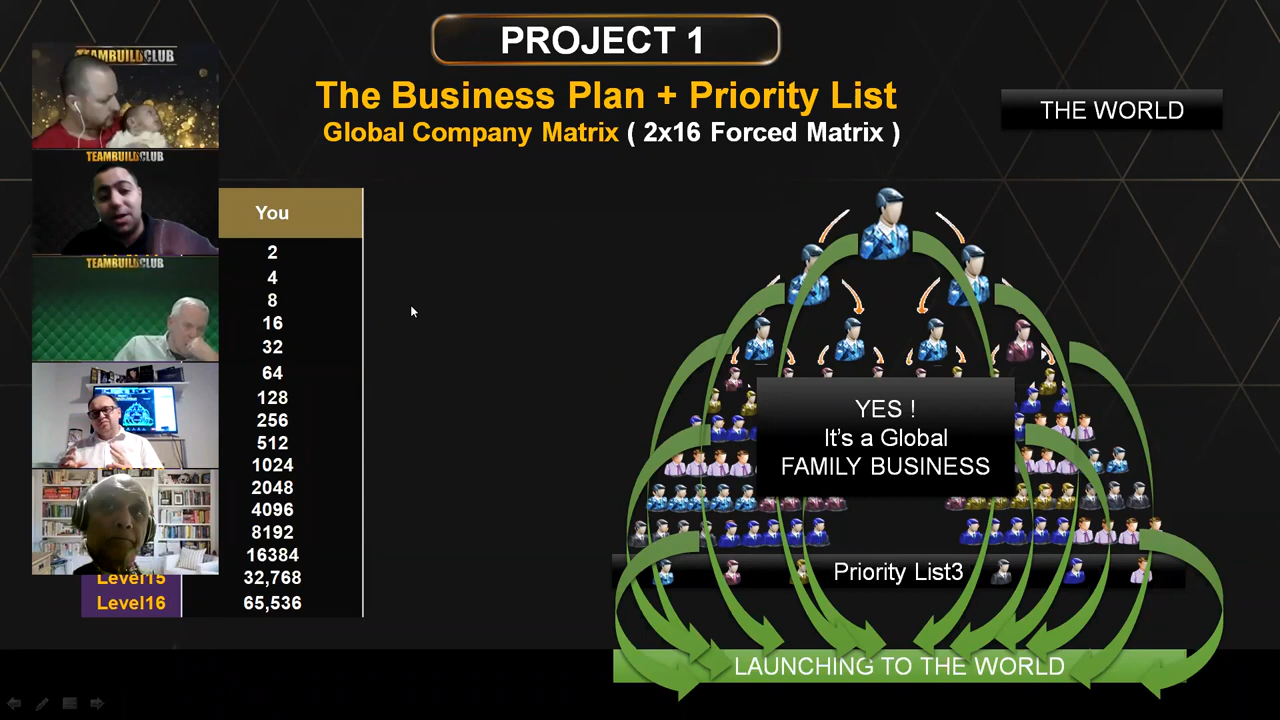 PROJECT 1
The Business Plan + Priority List
Global Company Matrix ( 2x16 Forced Matrix )
THE WORLD
TEAMBUILDCLUB
TEAMBUILDCLUB
TEAMBUILDCLUB
You
2
4
8
16
32
64
128
256
512
1024
2048
4096
8192
16384
Level15 32,768
Level16 65,536
YES !
It's a Global
FAMILY BUSINESS
Priority List3
LAUNCHING TO THE WORLD